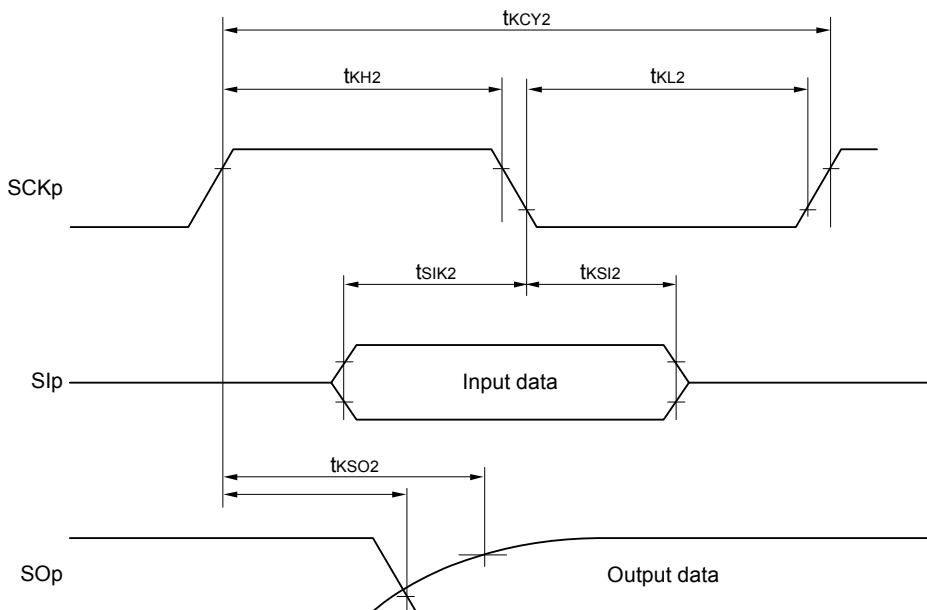 tKCY2
tKH2
tKL2
SCKp
tSIK2
tKSI2
SIp
Input data
tKSO2
SOp
Output data